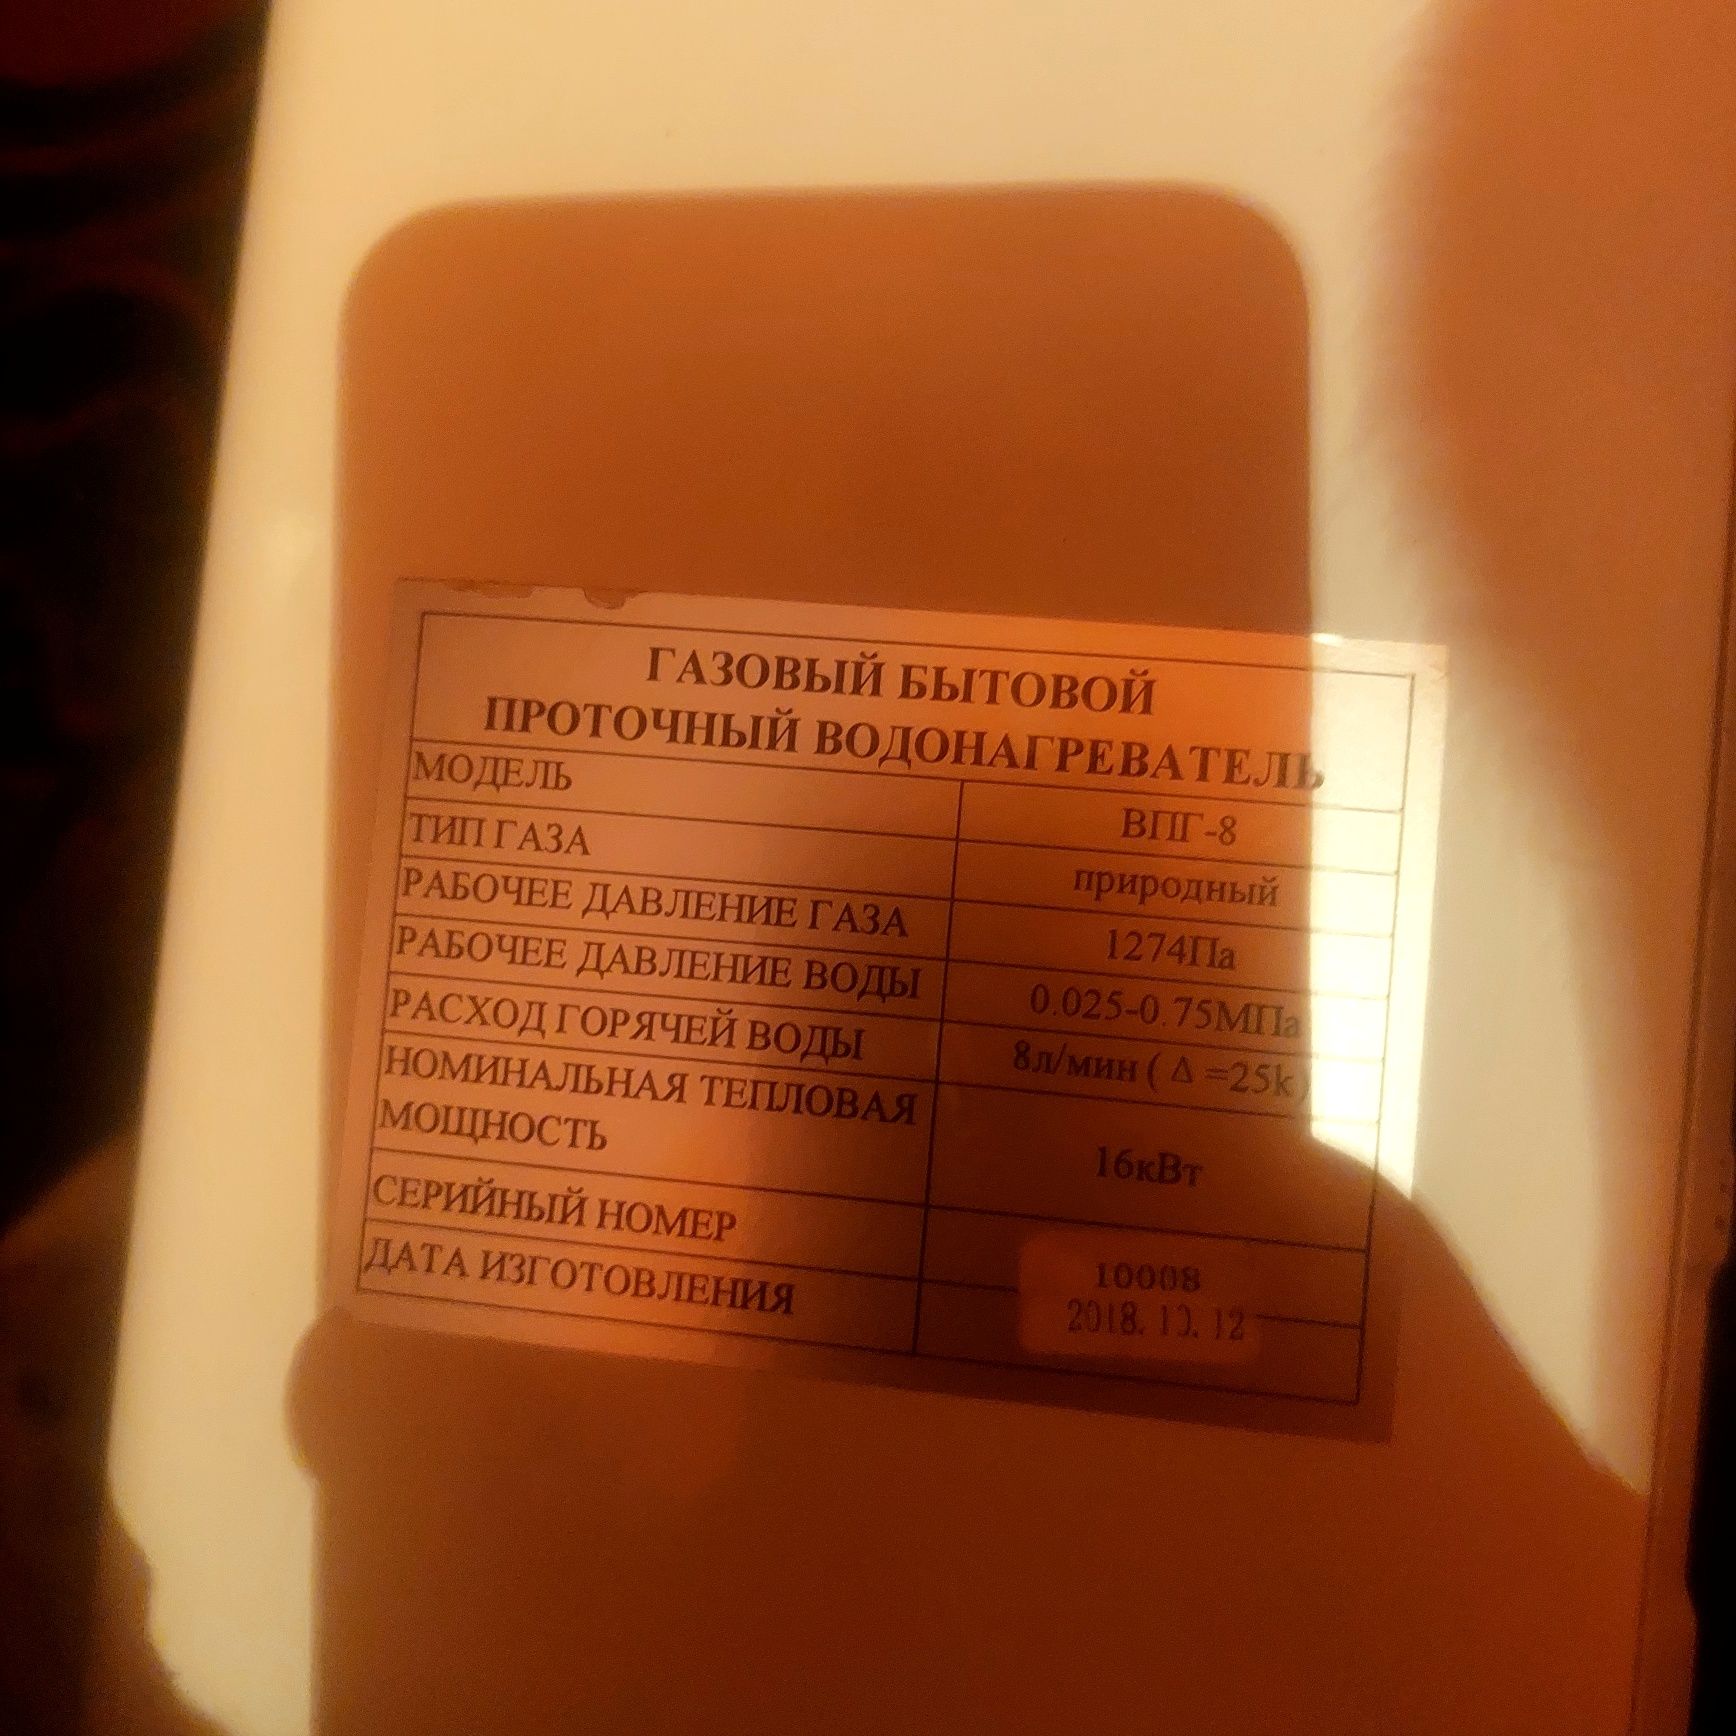 ГАЗОВЫЙ БЫТОВОЙ
ПРОТОЧНЫЙ ВОДОНАГРЕВАТЕЛЬ
МОДЕЛЬ ВПГ-8
ТИП ГАЗА природный
РАБОЧЕЕ ДАВЛЕНИЕ ГАЗА 1274Па
РАБОЧЕЕ ДАВЛЕНИЕ ВОДЫ 0.025-0.75МПа
РАСХОД ГОРЯЧЕЙ ВОДЫ 8л/мин ( Δ =25k)
НОМИНАЛЬНАЯ ТЕПЛОВАЯ
МОЩНОСТЬ 16кВт
СЕРИЙНЫЙ НОМЕР 10008
ДАТА ИЗГОТОВЛЕНИЯ 2018. 10. 12